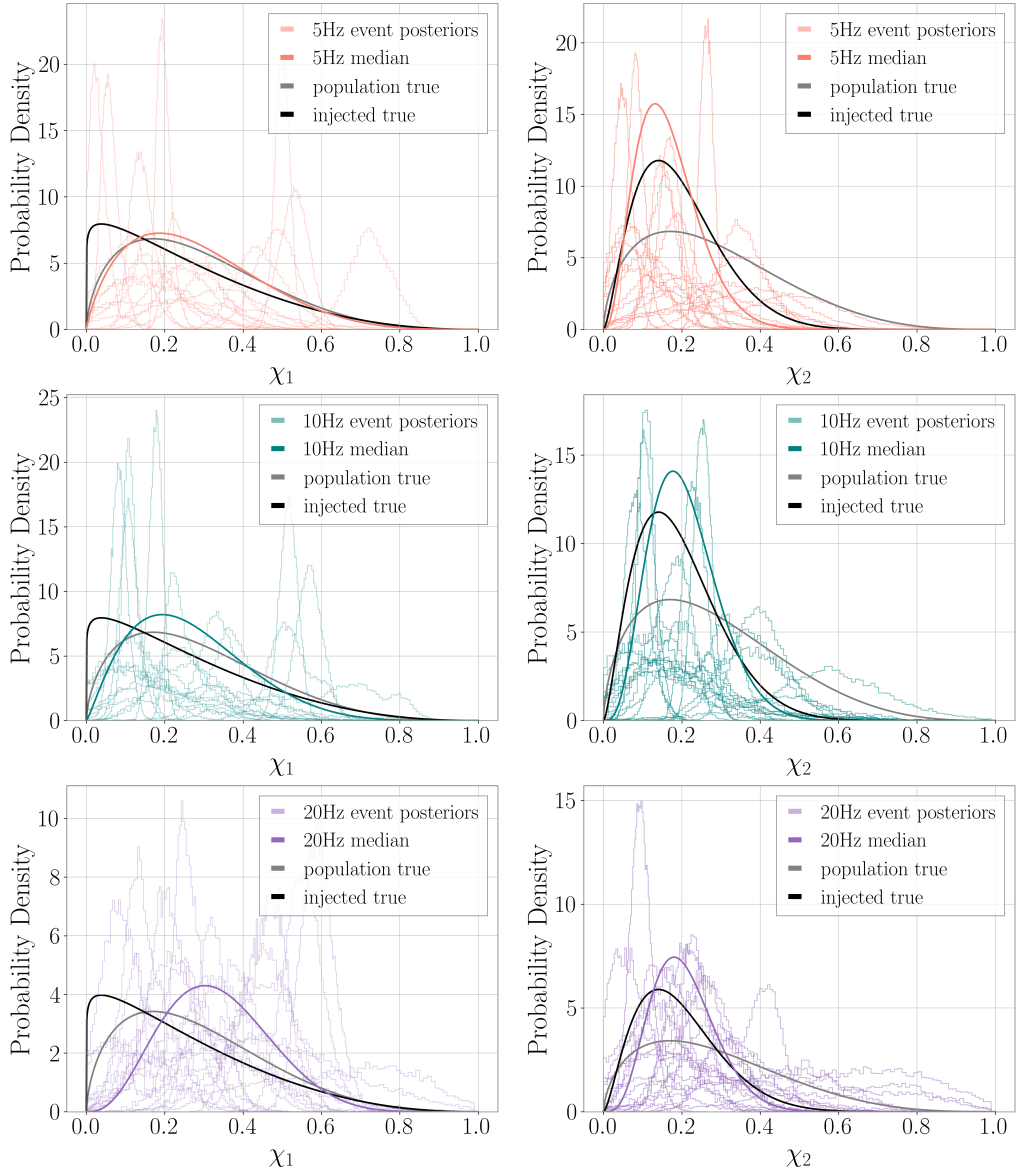 Probability Density
20
15
10
5
0
0.0 0.2 0.4 0.6 0.8 1.0
χ1
5Hz event posteriors
5Hz median
population true
injected true
Probability Density
20
15
10
5
0
0.0 0.2 0.4 0.6 0.8 1.0
χ2
5Hz event posteriors
5Hz median
population true
injected true
Probability Density
25
20
15
10
5
0
0.0 0.2 0.4 0.6 0.8 1.0
χ1
10Hz event posteriors
10Hz median
population true
injected true
Probability Density
15
10
5
0
0.0 0.2 0.4 0.6 0.8 1.0
χ2
10Hz event posteriors
10Hz median
population true
injected true
Probability Density
10
8
6
4
2
0
0.0 0.2 0.4 0.6 0.8 1.0
χ1
20Hz event posteriors
20Hz median
population true
injected true
Probability Density
15
10
5
0
0.0 0.2 0.4 0.6 0.8 1.0
χ2
20Hz event posteriors
20Hz median
population true
injected true